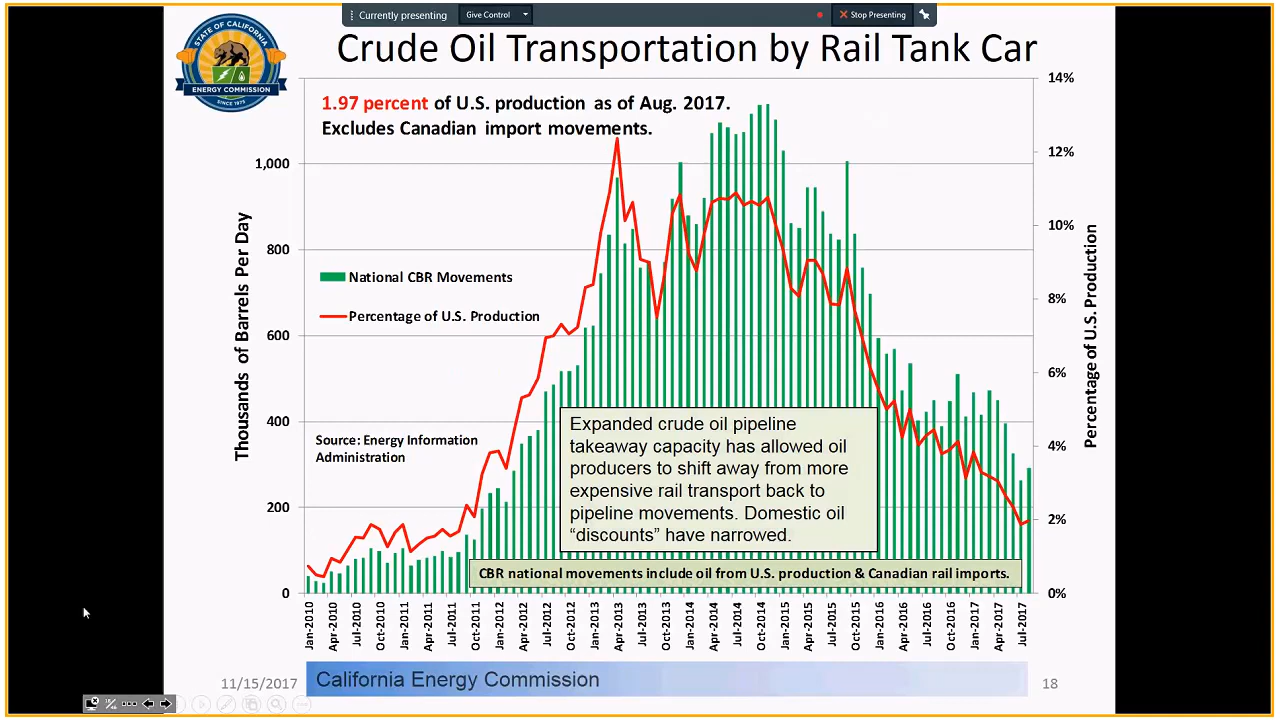 Currently presenting
Give Control
Stop Presenting
STATE OF CALIFORNIA
ENERGY COMMISSION
SINCE 1975
Crude Oil Transportation by Rail Tank Car
1.97 percent of U.S. production as of Aug. 2017.
Excludes Canadian import movements.
Thousands of Barrels Per Day
1,000
800
600
400
200
0
National CBR Movements
Percentage of U.S. Production
Source: Energy Information
Administration
Expanded crude oil pipeline
takeaway capacity has allowed oil
producers to shift away from more
expensive rail transport back to
pipeline movements. Domestic oil
“discounts” have narrowed.
CBR national movements include oil from U.S. production & Canadian rail imports.
14%
12%
10%
8%
6%
4%
2%
0%
Percentage of U.S. Production
Jan-2010
Apr-2010
Jul-2010
Oct-2010
Jan-2011
Apr-2011
Jul-2011
Oct-2011
Jan-2012
Apr-2012
Jul-2012
Oct-2012
Jan-2013
Apr-2013
Jul-2013
Oct-2013
Jan-2014
Apr-2014
Jul-2014
Oct-2014
Jan-2015
Apr-2015
Jul-2015
Oct-2015
Jan-2016
Apr-2016
Jul-2016
Oct-2016
Jan-2017
Apr-2017
Jul-2017
11/15/2017
California Energy Commission
18